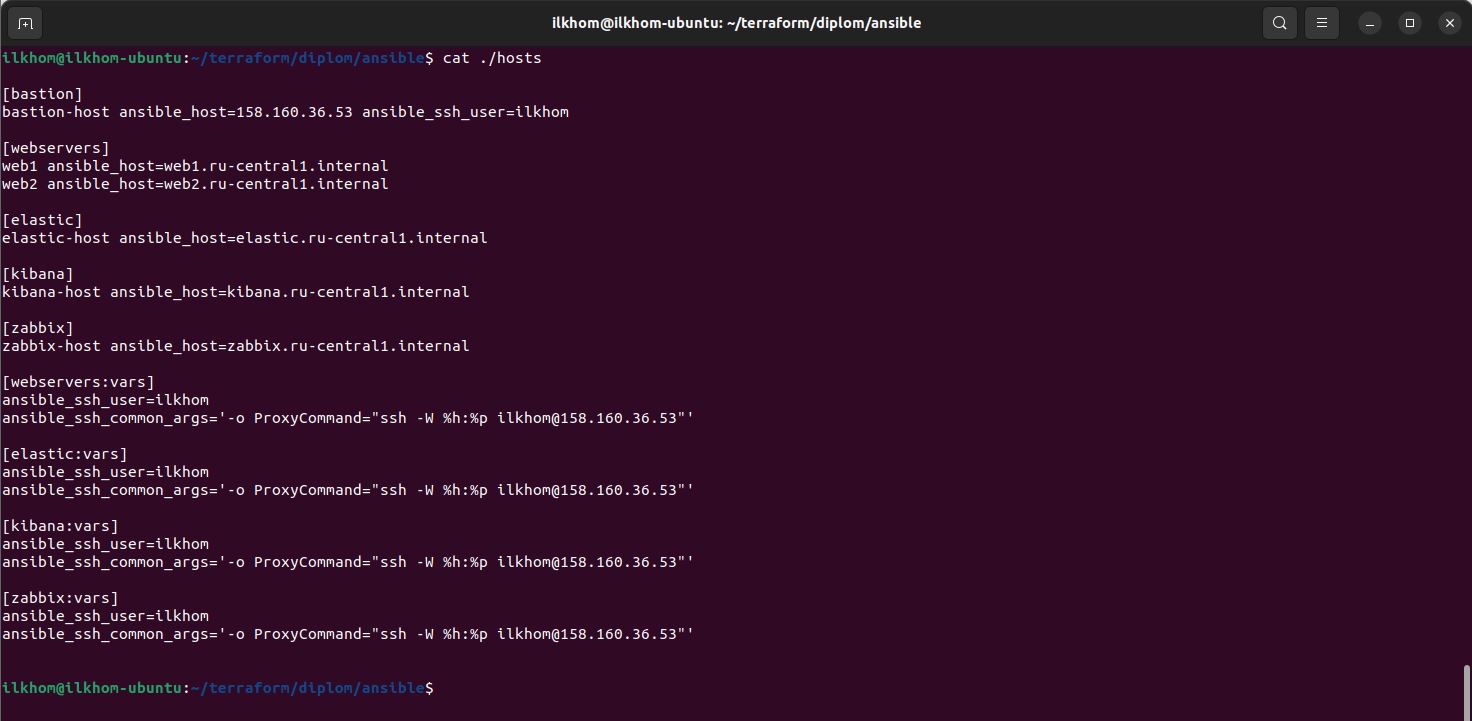 ilkhom@ilkhom-ubuntu: ~/terraform/diplom/ansible
ilkhom@ilkhom-ubuntu:~/terraform/diplom/ansible$ cat ./hosts
[bastion]
bastion-host ansible_host=158.160.36.53 ansible_ssh_user=ilkhom
[webservers]
web1 ansible_host=web1.ru-central1.internal
web2 ansible_host=web2.ru-central1.internal
[elastic]
elastic-host ansible_host=elastic.ru-central1.internal
[kibana]
kibana-host ansible_host=kibana.ru-central1.internal
[zabbix]
zabbix-host ansible_host=zabbix.ru-central1.internal
[webservers:vars]
ansible_ssh_user=ilkhom
ansible_ssh_common_args='-o ProxyCommand="ssh -W %h:%p ilkhom@158.160.36.53"'
[elastic:vars]
ansible_ssh_user=ilkhom
ansible_ssh_common_args='-o ProxyCommand="ssh -W %h:%p ilkhom@158.160.36.53"'
[kibana:vars]
ansible_ssh_user=ilkhom
ansible_ssh_common_args='-o ProxyCommand="ssh -W %h:%p ilkhom@158.160.36.53"'
[zabbix:vars]
ansible_ssh_user=ilkhom
ansible_ssh_common_args='-o ProxyCommand="ssh -W %h:%p ilkhom@158.160.36.53"'
ilkhom@ilkhom-ubuntu:~/terraform/diplom/ansible$